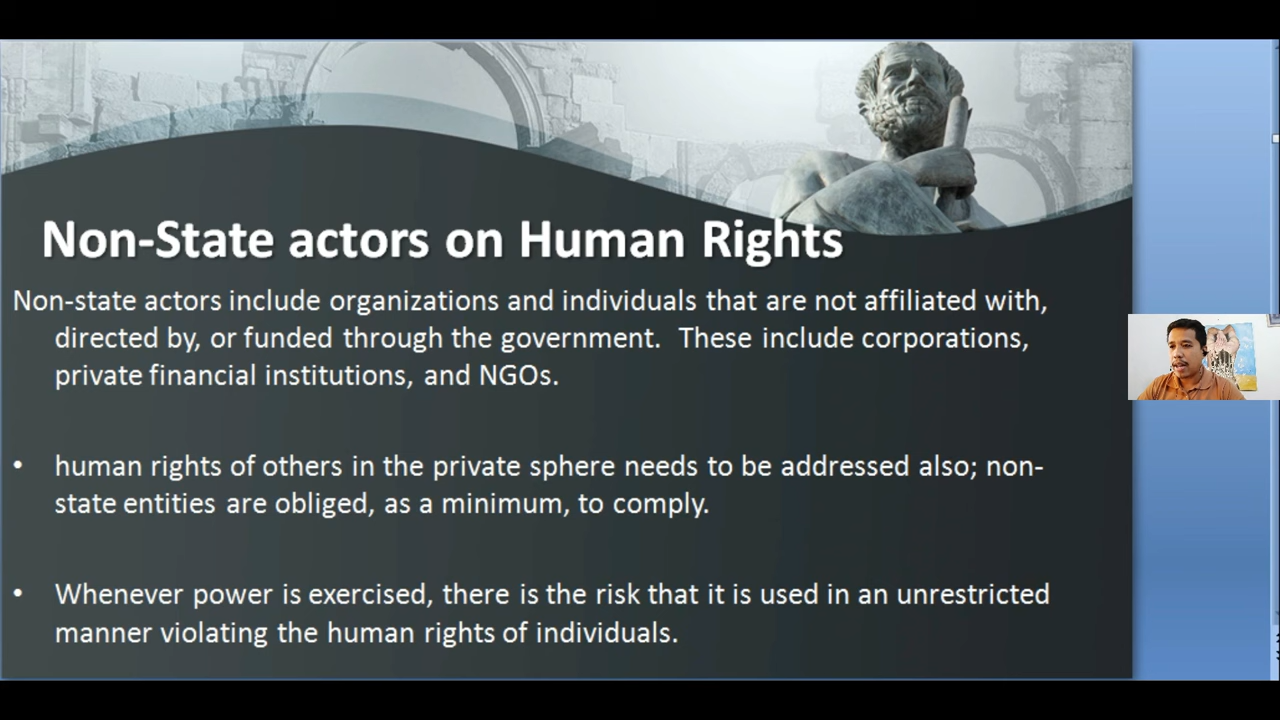 Non-State actors on Human Rights
Non-state actors include organizations and individuals that are not affiliated with,
directed by, or funded through the government.  These include corporations,
private financial institutions, and NGOs.
• human rights of others in the private sphere needs to be addressed also; non-
state entities are obliged, as a minimum, to comply.
• Whenever power is exercised, there is the risk that it is used in an unrestricted
manner violating the human rights of individuals.